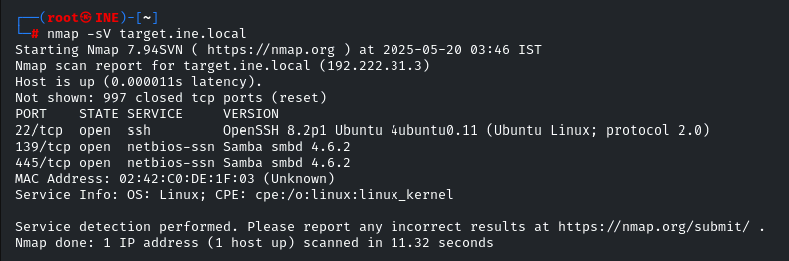 ┌──(root㉿INE)-[~]
└─# nmap -sV target.ine.local
Starting Nmap 7.94SVN ( https://nmap.org ) at 2025-05-20 03:46 IST
Nmap scan report for target.ine.local (192.222.31.3)
Host is up (0.000011s latency).
Not shown: 997 closed tcp ports (reset)
PORT    STATE SERVICE     VERSION
22/tcp  open  ssh         OpenSSH 8.2p1 Ubuntu 4ubuntu0.11 (Ubuntu Linux; protocol 2.0)
139/tcp open  netbios-ssn Samba smbd 4.6.2
445/tcp open  netbios-ssn Samba smbd 4.6.2
MAC Address: 02:42:C0:DE:1F:03 (Unknown)
Service Info: OS: Linux; CPE: cpe:/o:linux:linux_kernel

Service detection performed. Please report any incorrect results at https://nmap.org/submit/ .
Nmap done: 1 IP address (1 host up) scanned in 11.32 seconds